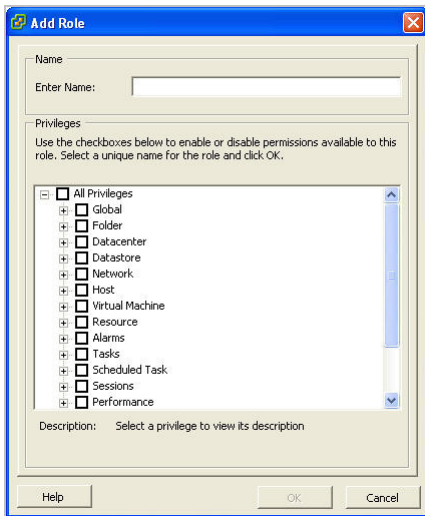 Add Role
Name
Enter Name:
Privileges
Use the checkboxes below to enable or disable permissions available to this
role. Select a unique name for the role and click OK.
All Privileges
Global
Folder
Datacenter
Datastore
Network
Host
Virtual Machine
Resource
Alarms
Tasks
Scheduled Task
Sessions
Performance
Description: Select a privilege to view its description
Help OK Cancel